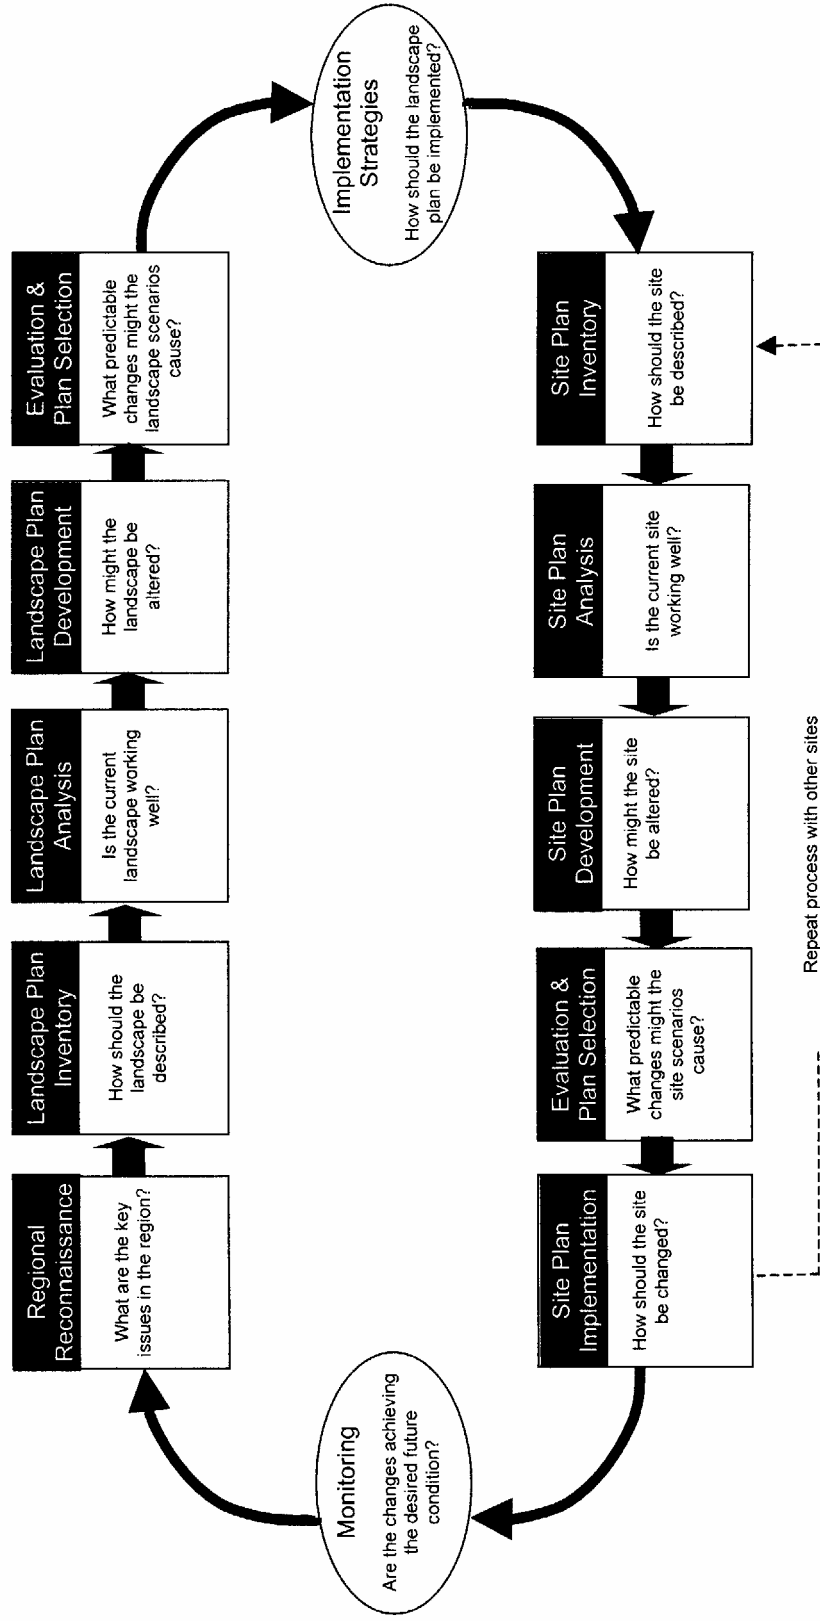 Regional
Reconnaissance
What are the key
issues in the region?
Landscape Plan
Inventory
How should the
landscape be
described?
Landscape Plan
Analysis
Is the current
landscape working
well?
Landscape Plan
Development
How might the
landscape be
altered?
Evaluation &
Plan Selection
What predictable
changes might the
landscape scenarios
cause?
Implementation
Strategies
How should the landscape
plan be implemented?
Site Plan
Inventory
How should the site
be described?
Site Plan
Analysis
Is the current site
working well?
Site Plan
Development
How might the site
be altered?
Evaluation &
Plan Selection
What predictable
changes might the
site scenarios
cause?
Site Plan
Implementation
How should the site
be changed?
Monitoring
Are the changes achieving
the desired future
condition?
Repeat process with other sites